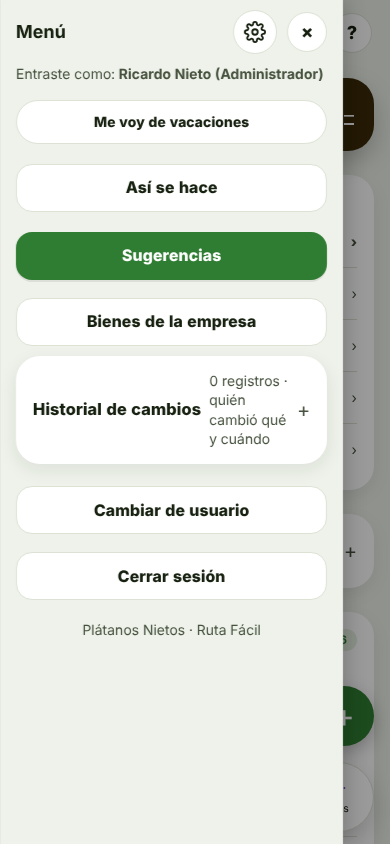 Menú
×
?
Entraste como: Ricardo Nieto (Administrador)
Me voy de vacaciones
Así se hace
Sugerencias
Bienes de la empresa
Historial de cambios
0 registros ·
quién
cambió qué
y cuándo
+
Cambiar de usuario
Cerrar sesión
Plátanos Nietos · Ruta Fácil